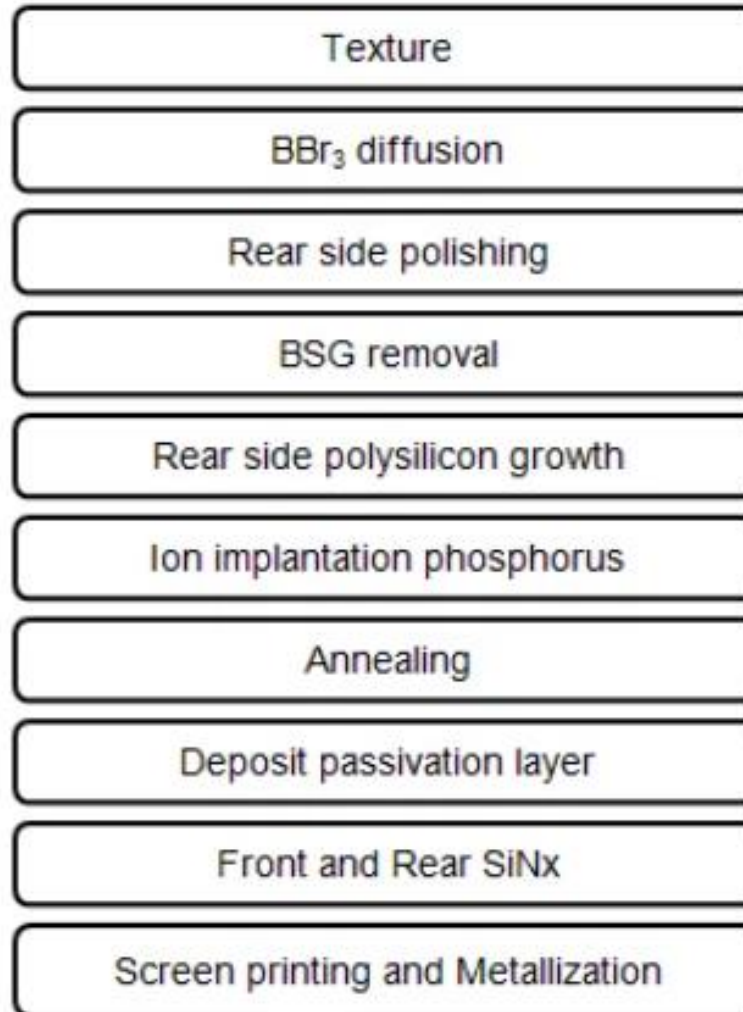 Texture
BBr₃ diffusion
Rear side polishing
BSG removal
Rear side polysilicon growth
Ion implantation phosphorus
Annealing
Deposit passivation layer
Front and Rear SiNx
Screen printing and Metallization